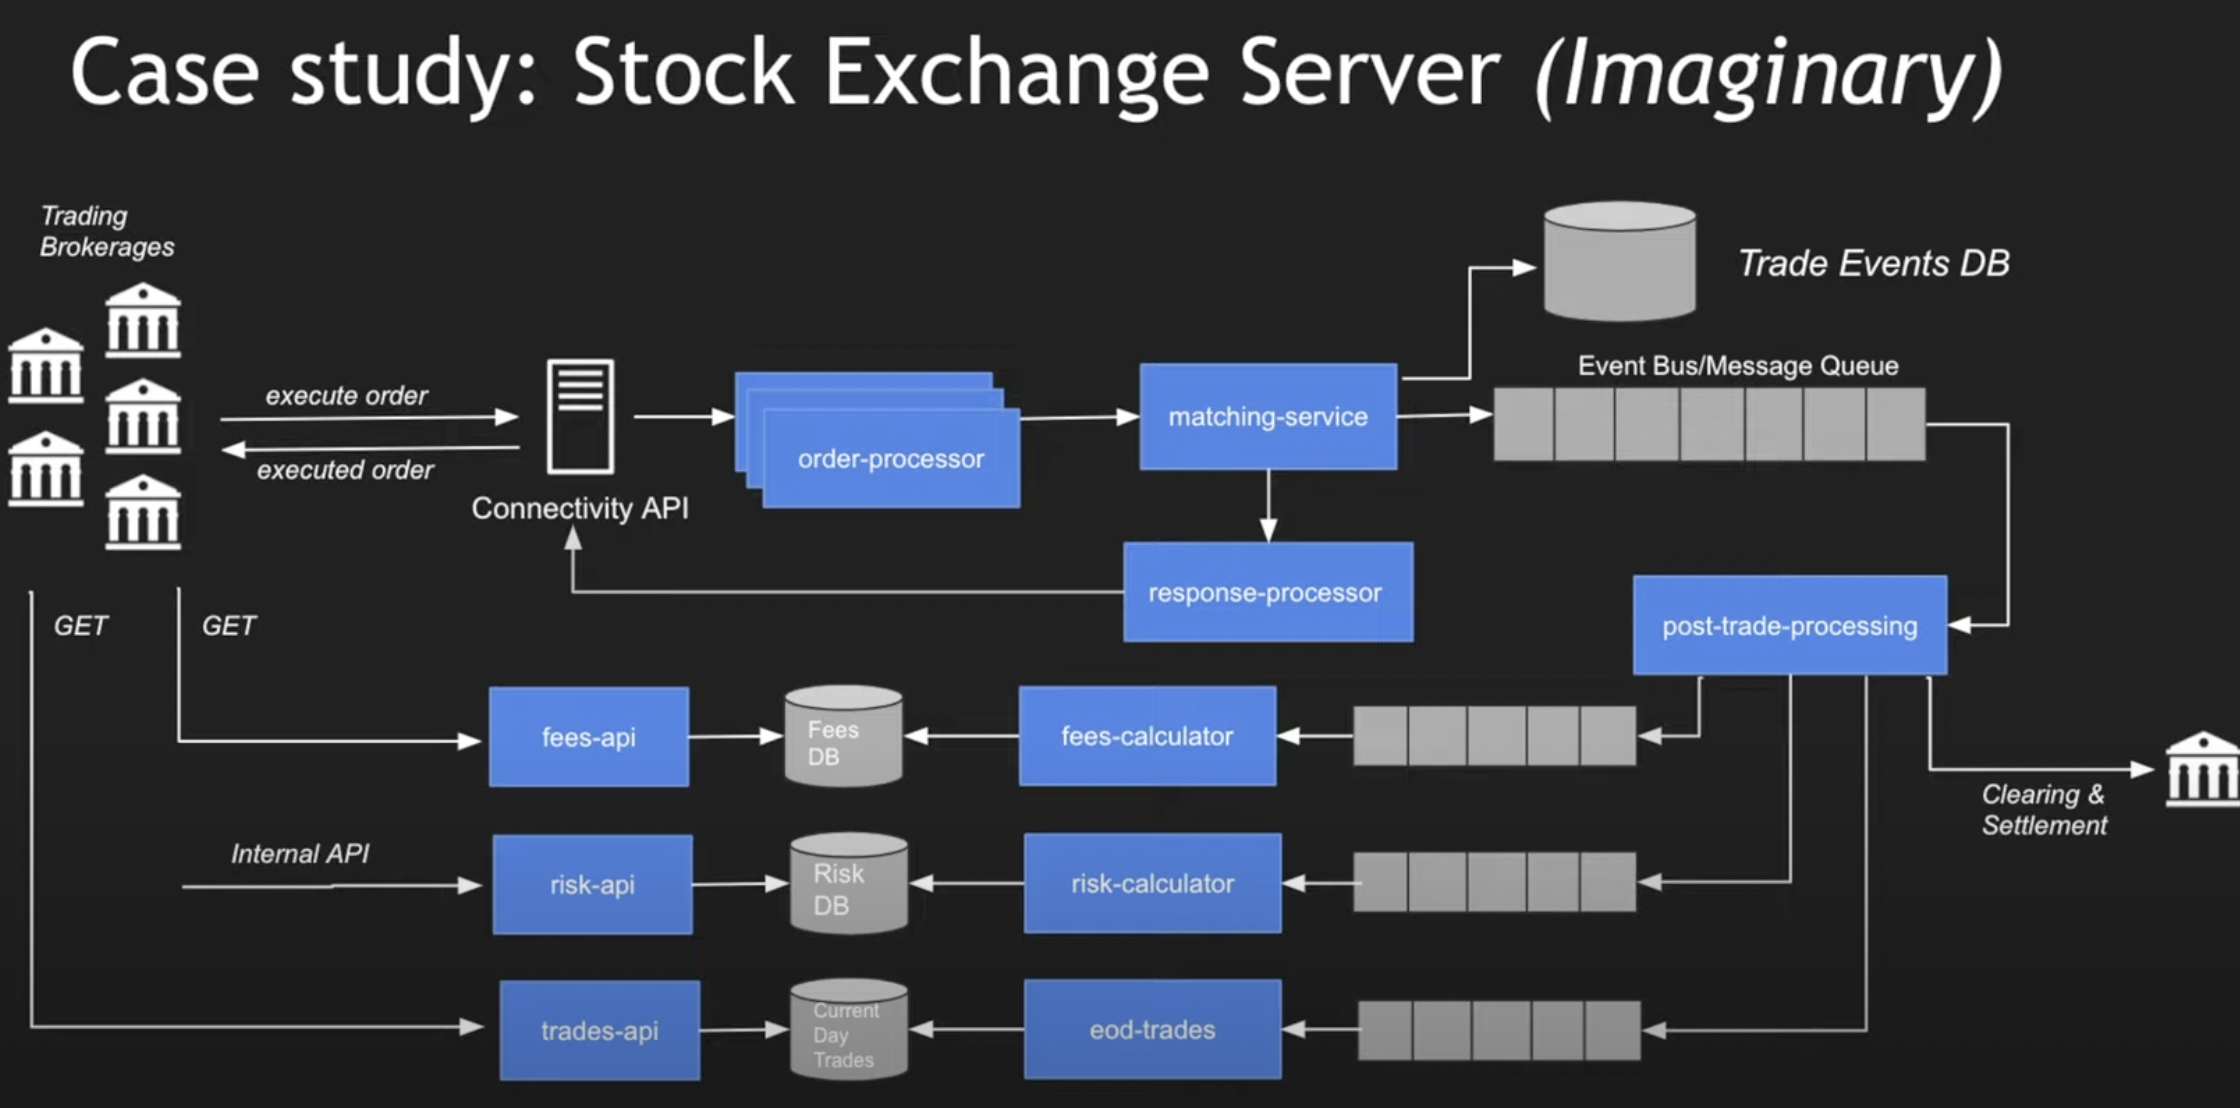 Case study: Stock Exchange Server (Imaginary)
Trading
Brokerages
Trade Events DB
Event Bus/Message Queue
execute order
executed order
Connectivity API
order-processor
matching-service
response-processor
post-trade-processing
GET
GET
fees-api
Fees
DB
fees-calculator
Clearing &
Settlement
Internal API
risk-api
Risk
DB
risk-calculator
trades-api
Current
Day
Trades
eod-trades